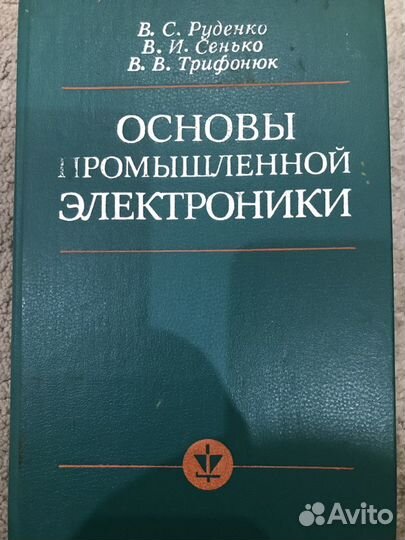 В. С. Руденко
В. И. Сенько
В. В. Трифонюк
ОСНОВЫ
ПРОМЫШЛЕННОЙ
ЭЛЕКТРОНИКИ
Avito